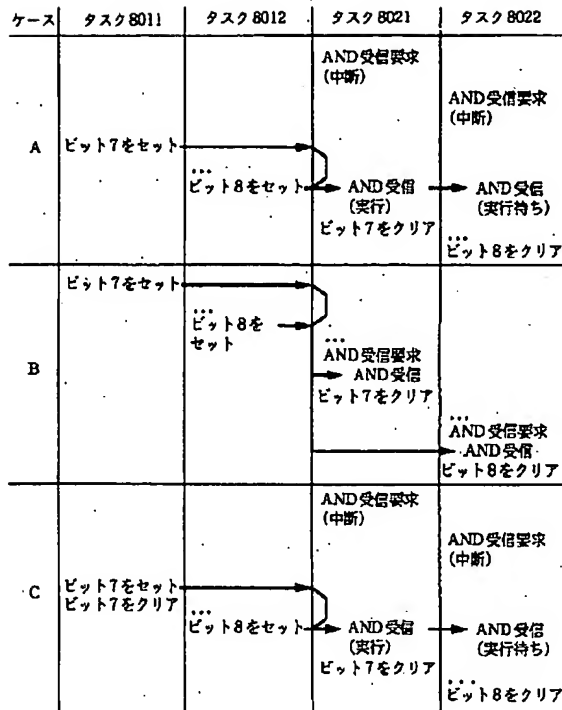 ケース タスク8011 タスク8012 タスク8021 タスク8022
A
AND受信要求
(中断)
AND受信要求
(中断)
ビット7をセット
…
ビット8をセット
AND受信
(実行)
ビット7をクリア
AND受信
(実行待ち)
…
ビット8をクリア
B
ビット7をセット
…
ビット8を
セット
…
AND受信要求
AND受信
ビット7をクリア
…
AND受信要求
AND受信
ビット8をクリア
C
AND受信要求
(中断)
AND受信要求
(中断)
ビット7をセット
ビット7をクリア
…
ビット8をセット
AND受信
(実行)
ビット7をクリア
AND受信
(実行待ち)
…
ビット8をクリア